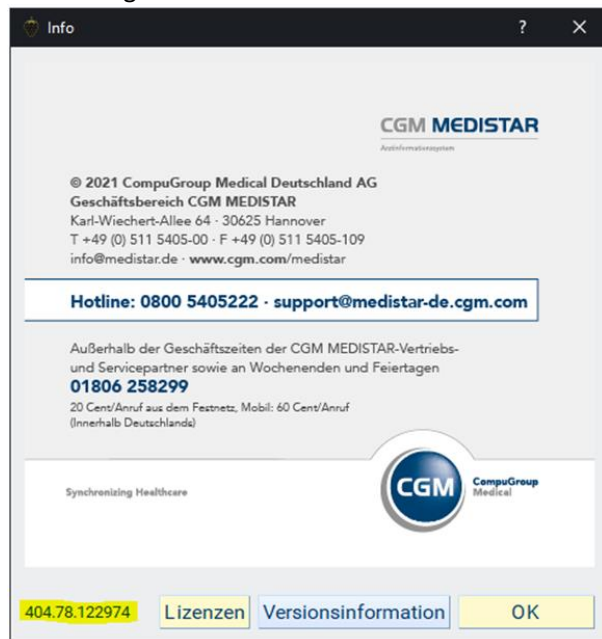 Info ? ×
CGM MEDISTAR
Arztinformationssystem
© 2021 CompuGroup Medical Deutschland AG
Geschäftsbereich CGM MEDISTAR
Karl-Wiechert-Allee 64 · 30625 Hannover
T +49 (0) 511 5405-00 · F +49 (0) 511 5405-109
info@medistar.de · www.cgm.com/medistar
Hotline: 0800 5405222 · support@medistar-de.cgm.com
Außerhalb der Geschäftszeiten der CGM MEDISTAR-Vertriebs-
und Servicepartner sowie an Wochenenden und Feiertagen
01806 258299
20 Cent/Anruf aus dem Festnetz, Mobil: 60 Cent/Anruf
(Innerhalb Deutschlands)
Synchronizing Healthcare
CGM
CompuGroup
Medical
404.78.122974 Lizenzen Versionsinformation OK